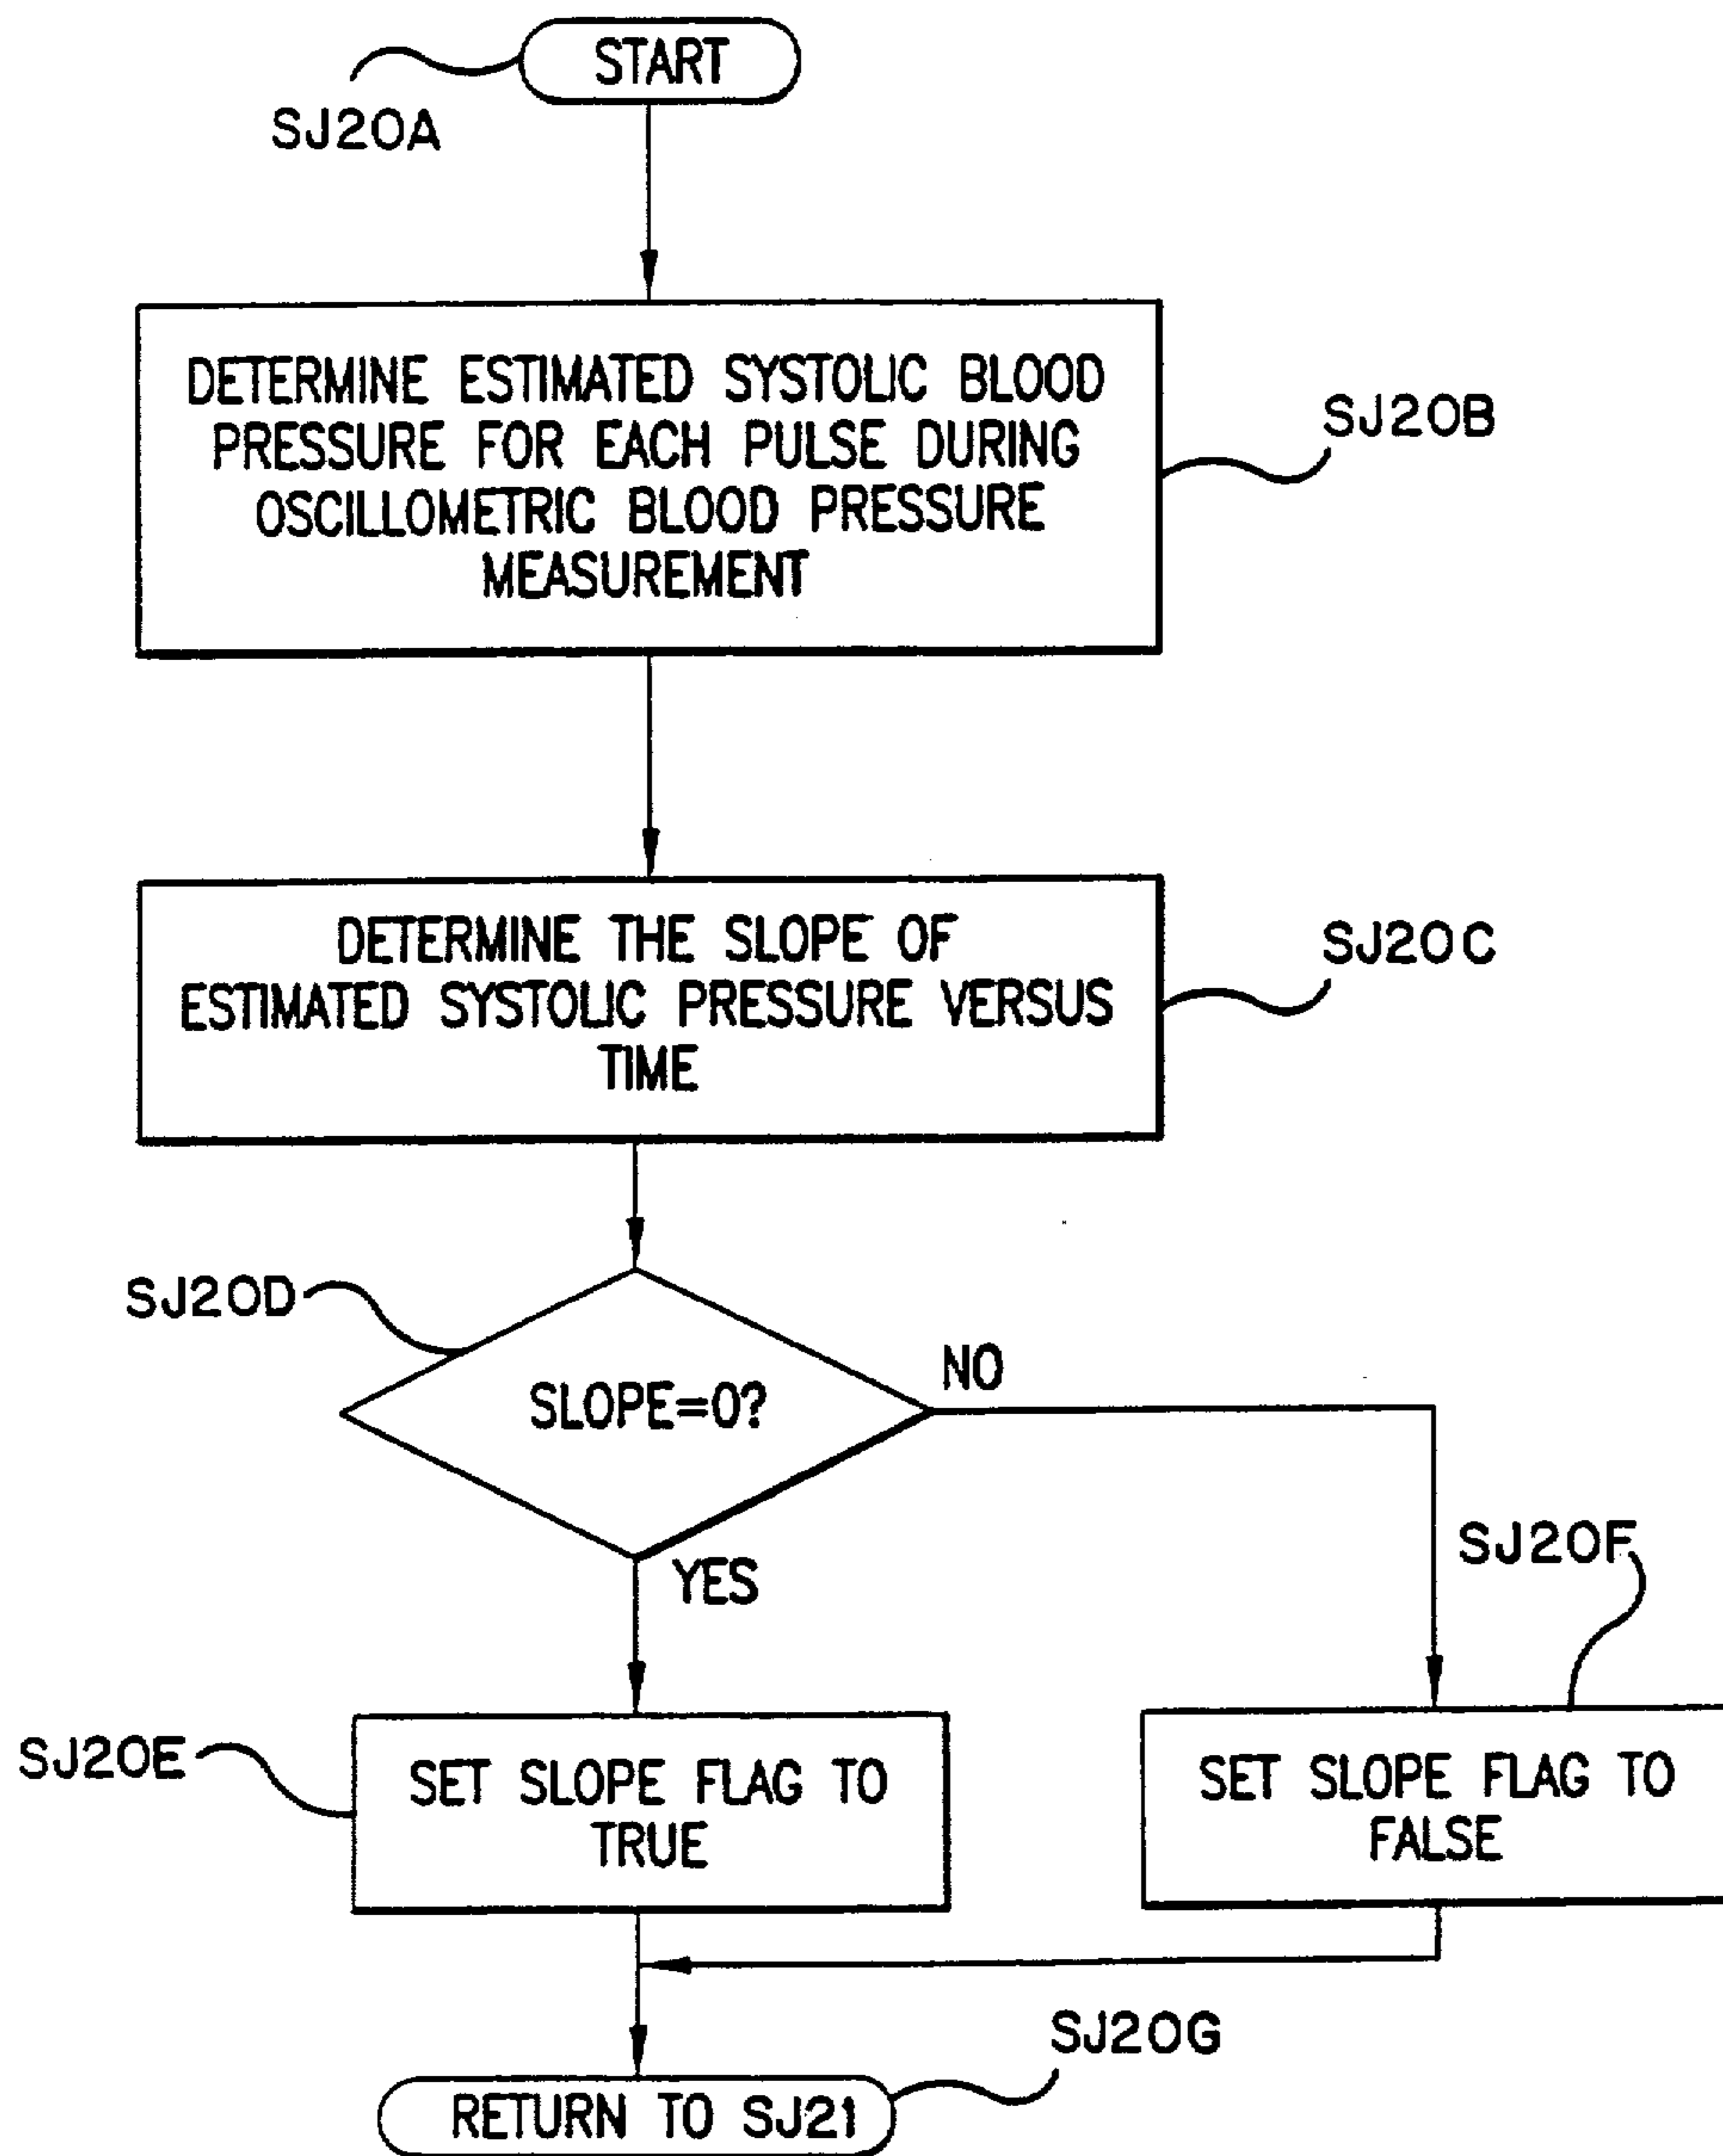 START
SJ20A
DETERMINE ESTIMATED SYSTOLIC BLOOD
PRESSURE FOR EACH PULSE DURING
OSCILLOMETRIC BLOOD PRESSURE
MEASUREMENT
SJ20B
DETERMINE THE SLOPE OF
ESTIMATED SYSTOLIC PRESSURE VERSUS
TIME
SJ20C
SJ20D
SLOPE=0?
NO
YES
SJ20F
SJ20E
SET SLOPE FLAG TO
TRUE
SET SLOPE FLAG TO
FALSE
SJ20G
RETURN TO SJ21